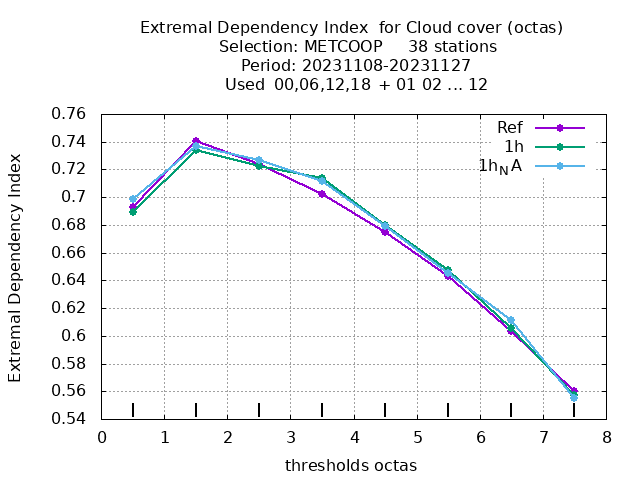 Extremal Dependency Index  for Cloud cover (octas)
Selection: METCOOP     38 stations
Period: 20231108-20231127
Used  00,06,12,18 + 01 02 ... 12
Extremal Dependency Index
0.76
0.74
0.72
0.7
0.68
0.66
0.64
0.62
0.6
0.58
0.56
0.54
Ref
1h
1h_NA
0 1 2 3 4 5 6 7 8
thresholds octas